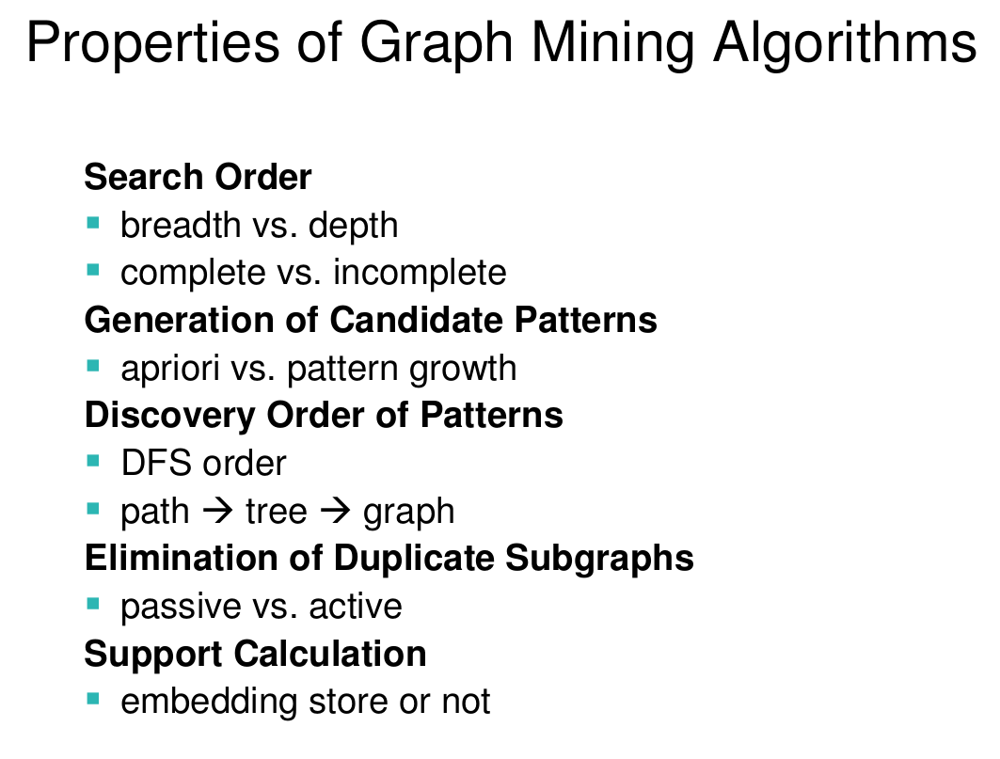 Properties of Graph Mining Algorithms
Search Order
▪ breadth vs. depth
▪ complete vs. incomplete
Generation of Candidate Patterns
▪ apriori vs. pattern growth
Discovery Order of Patterns
▪ DFS order
▪ path → tree → graph
Elimination of Duplicate Subgraphs
▪ passive vs. active
Support Calculation
▪ embedding store or not